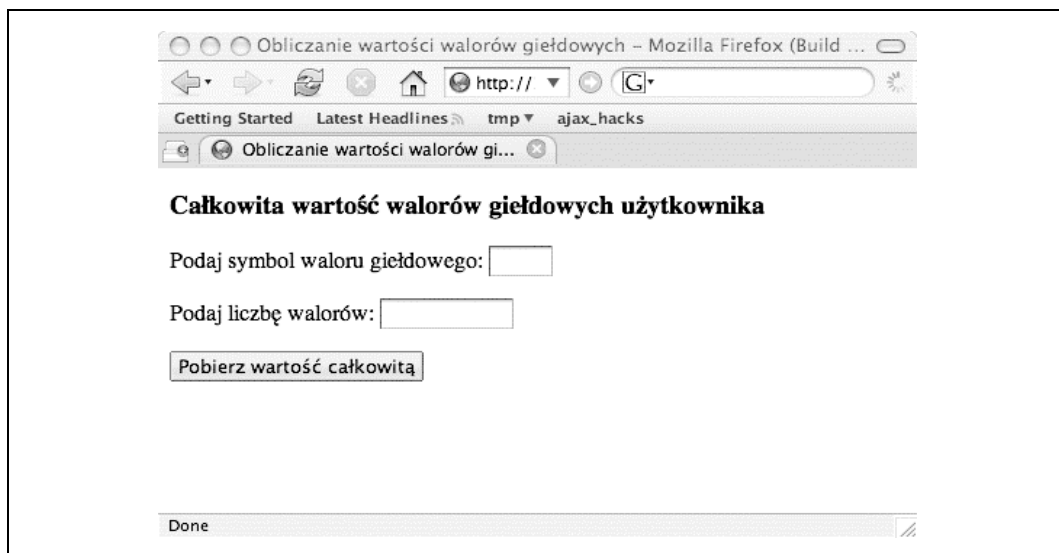 Obliczanie wartości walorów giełdowych – Mozilla Firefox (Build ...
http://
G
Getting Started Latest Headlines tmp ajax_hacks
Obliczanie wartości walorów gi...
Całkowita wartość walorów giełdowych użytkownika
Podaj symbol waloru giełdowego:
Podaj liczbę walorów:
Pobierz wartość całkowitą
Done